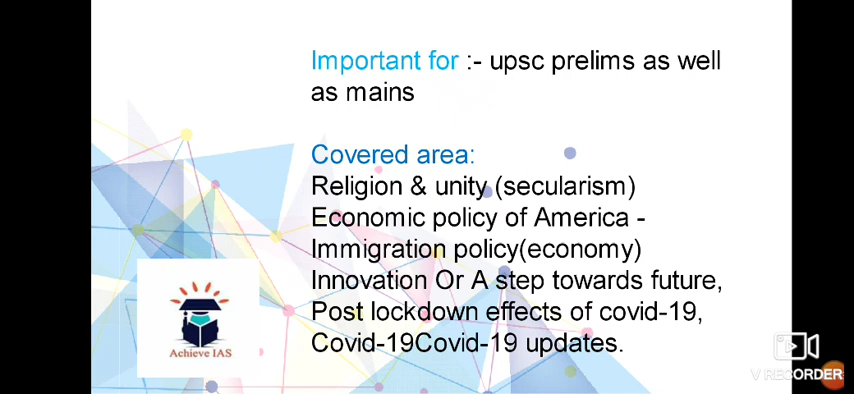 Important for :- upsc prelims as well
as mains
Covered area:
Religion & unity (secularism)
Economic policy of America -
Immigration policy(economy)
Innovation Or A step towards future,
Post lockdown effects of covid-19,
Covid-19Covid-19 updates.
Achieve IAS
V RECORDER